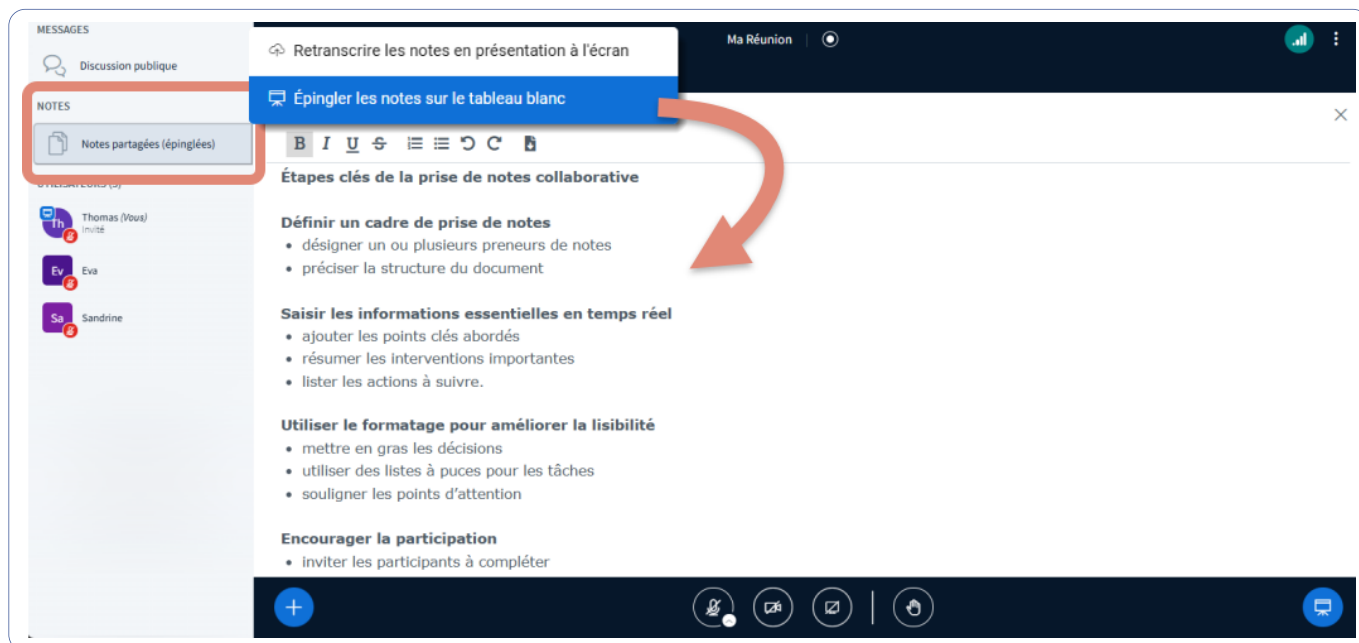 MESSAGES
Discussion publique
NOTES
Notes partagées (épinglées)
UTILISATEURS (3)
Th
Thomas (Vous)
Invité
Ev
Eva
Sa
Sandrine
Retranscrire les notes en présentation à l'écran
Épingler les notes sur le tableau blanc
Ma Réunion
B I U S
Étapes clés de la prise de notes collaborative
Définir un cadre de prise de notes
• désigner un ou plusieurs preneurs de notes
• préciser la structure du document
Saisir les informations essentielles en temps réel
• ajouter les points clés abordés
• résumer les interventions importantes
• lister les actions à suivre.
Utiliser le formatage pour améliorer la lisibilité
• mettre en gras les décisions
• utiliser des listes à puces pour les tâches
• souligner les points d'attention
Encourager la participation
• inviter les participants à compléter